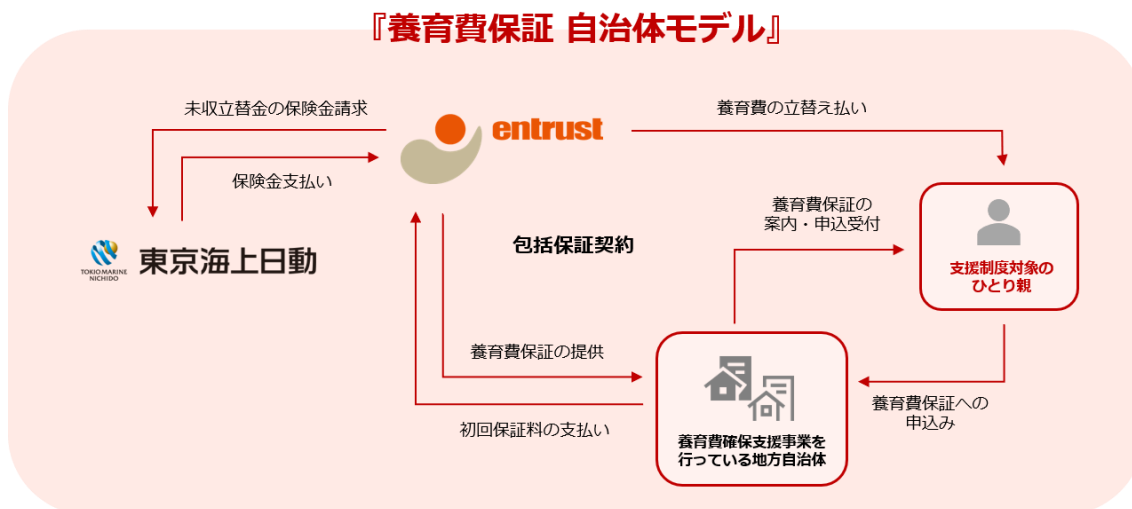 『養育費保証 自治体モデル』
未収立替金の保険金請求
entrust
養育費の立替え払い
保険金支払い
養育費保証の
案内・申込受付
包括保証契約
TOKIO MARINE
NICHIDO
東京海上日動
支援制度対象の
ひとり親
養育費保証の提供
養育費保証への
申込み
初回保証料の支払い
養育費確保支援事業を
行っている地方自治体